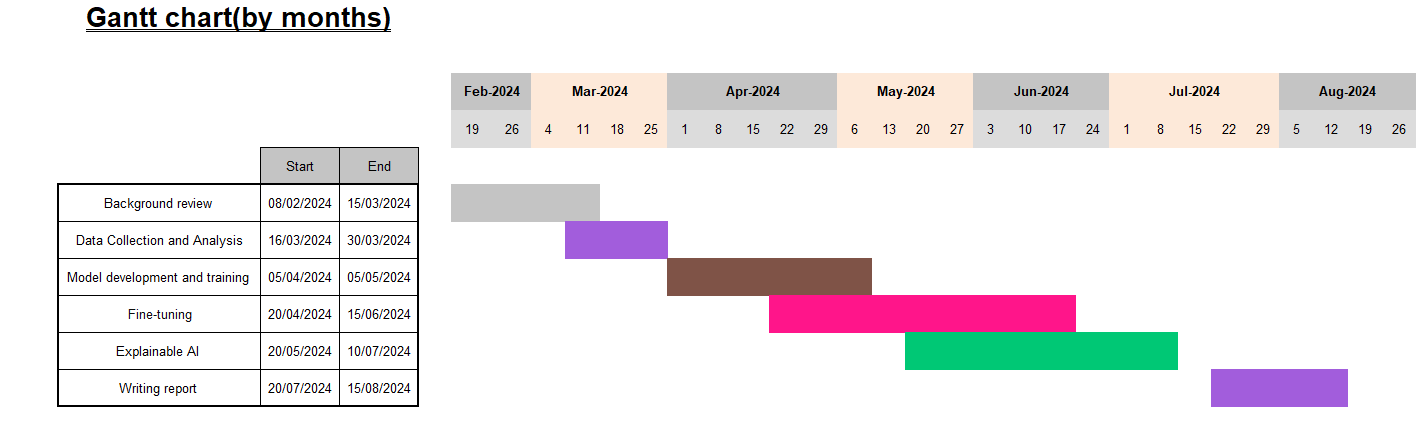 Gantt chart(by months)
Feb-2024 Mar-2024 Apr-2024 May-2024 Jun-2024 Jul-2024 Aug-2024
19 26 4 11 18 25 1 8 15 22 29 6 13 20 27 3 10 17 24 1 8 15 22 29 5 12 19 26
Start End
Background review 08/02/2024 15/03/2024
Data Collection and Analysis 16/03/2024 30/03/2024
Model development and training 05/04/2024 05/05/2024
Fine-tuning 20/04/2024 15/06/2024
Explainable AI 20/05/2024 10/07/2024
Writing report 20/07/2024 15/08/2024